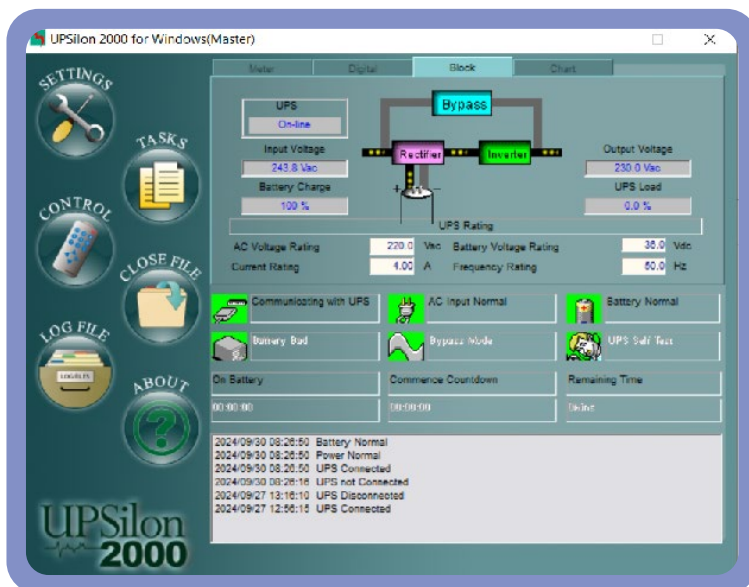 UPSilon 2000 for Windows(Master)
SETTINGS
TASKS
CONTROL
CLOSE FILE
LOG FILE
LOG FILES
ABOUT
UPSilon
2000
Meter Digital Block Chart
UPS
On-line
Bypass
Rectifier Inverter
Input Voltage
243.8 Vac
Battery Charge
100 %
Output Voltage
230.0 Vac
UPS Load
0.0 %
UPS Rating
AC Voltage Rating 220.0 Vac Battery Voltage Rating 36.0 Vdc
Current Rating 4.00 A Frequency Rating 50.0 Hz
Communicating with UPS AC Input Normal Battery Normal
Battery Bad Bypass Mode UPS Self Test
On Battery Commence Countdown Remaining Time
00:00:00 00:00:00
2024/09/30 08:26:50 Battery Normal
2024/09/30 08:26:50 Power Normal
2024/09/30 08:26:50 UPS Connected
2024/09/30 08:26:16 UPS not Connected
2024/09/27 13:16:10 UPS Disconnected
2024/09/27 12:56:15 UPS Connected